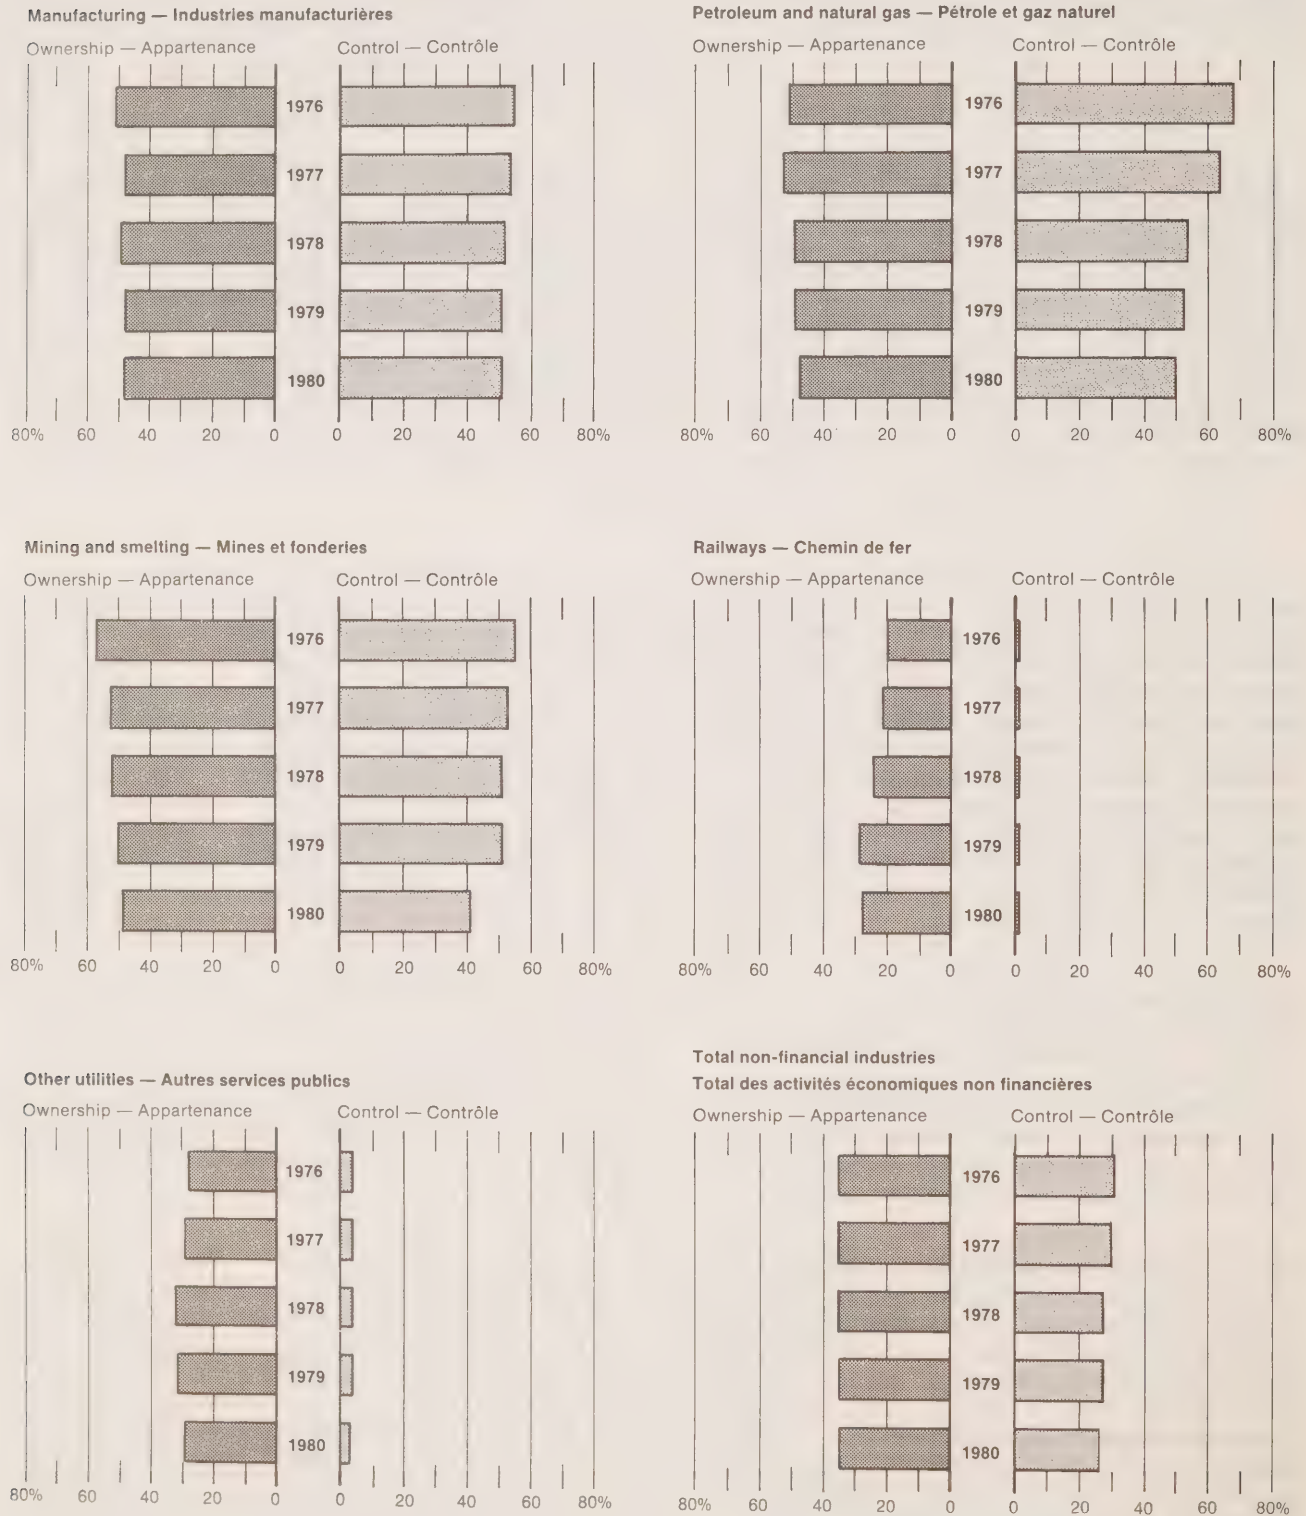 Manufacturing — Industries manufacturières
Ownership — Appartenance Control — Contrôle
1976
1977
1978
1979
1980
80% 60 40 20 0 0 20 40 60 80%
Petroleum and natural gas — Pétrole et gaz naturel
Ownership — Appartenance Control — Contrôle
1976
1977
1978
1979
1980
80% 60 40 20 0 0 20 40 60 80%
Mining and smelting — Mines et fonderies
Ownership — Appartenance Control — Contrôle
1976
1977
1978
1979
1980
80% 60 40 20 0 0 20 40 60 80%
Railways — Chemin de fer
Ownership — Appartenance Control — Contrôle
1976
1977
1978
1979
1980
80% 60 40 20 0 0 20 40 60 80%
Other utilities — Autres services publics
Ownership — Appartenance Control — Contrôle
1976
1977
1978
1979
1980
80% 60 40 20 0 0 20 40 60 80%
Total non-financial industries
Total des activités économiques non financières
Ownership — Appartenance Control — Contrôle
1976
1977
1978
1979
1980
80% 60 40 20 0 0 20 40 60 80%